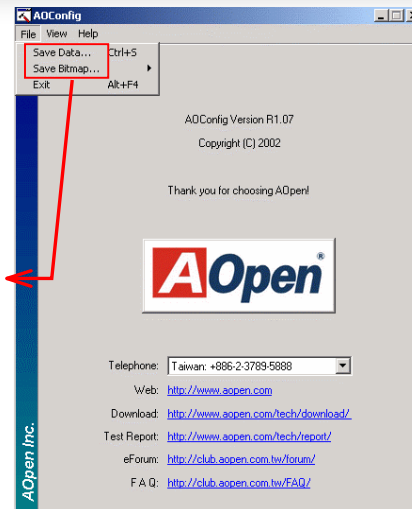 AOConfig
File View Help
Save Data... Ctrl+S
Save Bitmap...
Exit Alt+F4
AOConfig Version R1.07
Copyright (C) 2002
Thank you for choosing AOpen!
AOpen®
Telephone: Taiwan: +886-2-3789-5888
Web: http://www.aopen.com
Download: http://www.aopen.com/tech/download/
Test Report: http://www.aopen.com/tech/report/
eForum: http://club.aopen.com.tw/forum/
F A Q: http://club.aopen.com.tw/FAQ/
AOpen Inc.